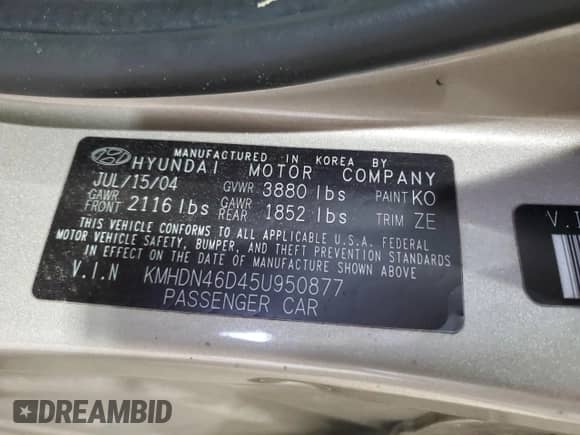 MANUFACTURED IN KOREA BY
HYUNDAI MOTOR COMPANY
JUL/15/04 GVWR 3880 lbs PAINT KO
GAWR FRONT 2116 lbs GAWR REAR 1852 lbs TRIM ZE
THIS VEHICLE CONFORMS TO ALL APPLICABLE U.S.A. FEDERAL
MOTOR VEHICLE SAFETY, BUMPER, AND THEFT PREVENTION STANDARDS
IN EFFECT ON THE DATE OF MANUFACTURE SHOWN ABOVE
V.I.N KMHDN46D45U950877
PASSENGER CAR
V.I
DREAMBID